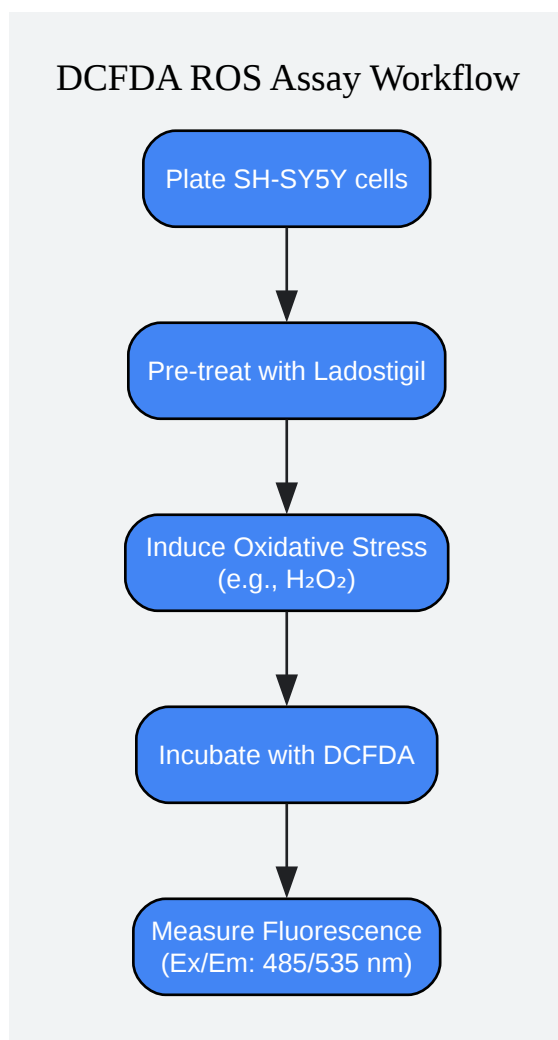 DCFDA ROS Assay Workflow
Plate SH-SY5Y cells
Pre-treat with Ladostigil
Induce Oxidative Stress
(e.g., H₂O₂)
Incubate with DCFDA
Measure Fluorescence
(Ex/Em: 485/535 nm)